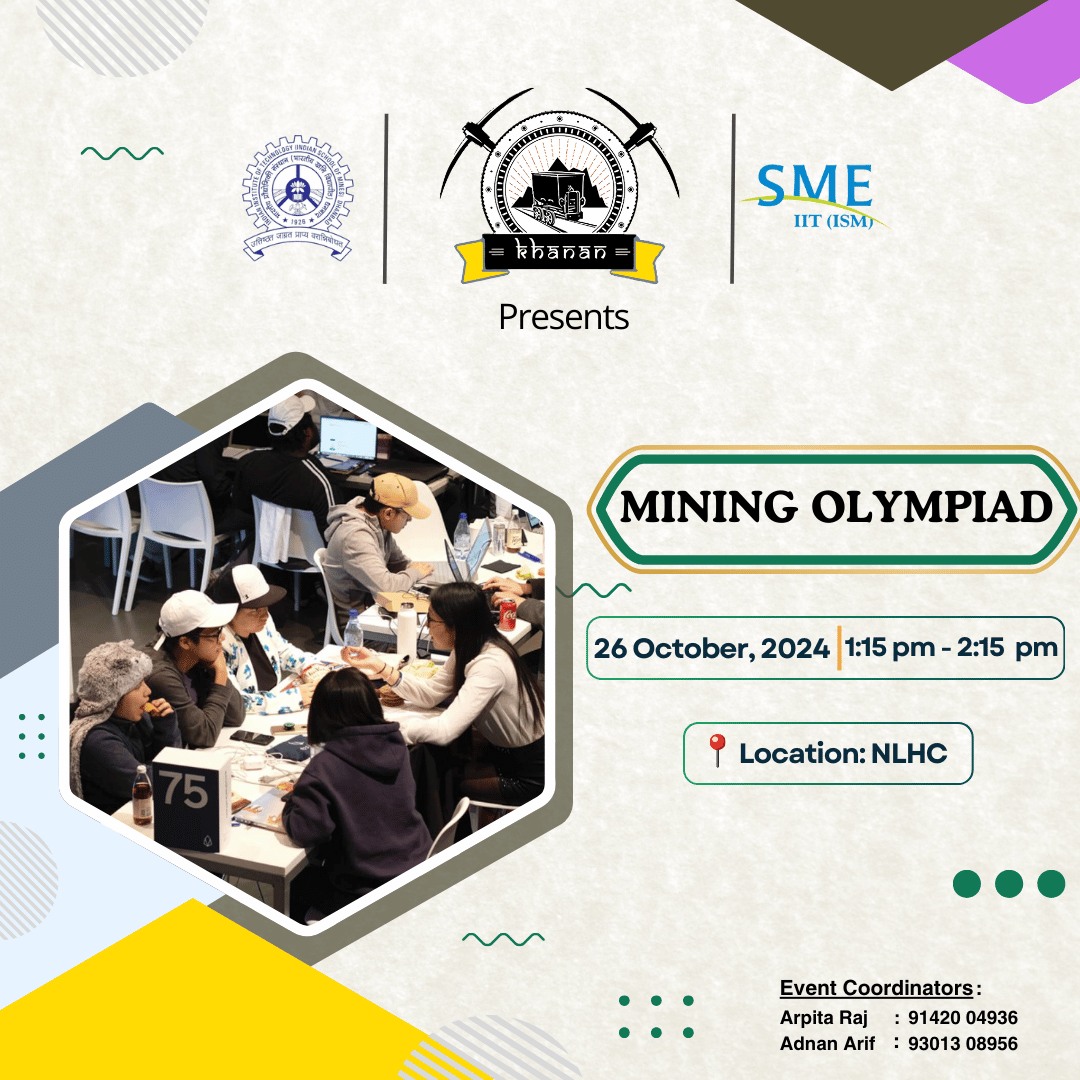 INDIAN INSTITUTE OF TECHNOLOGY (INDIAN SCHOOL OF MINES) DHANBAD
★ 1926 ★
उत्तिष्ठत जाग्रत प्राप्य वरान्निबोधत
khanan
SME
IIT (ISM)
Presents
MINING OLYMPIAD
26 October, 2024 1:15 pm - 2:15 pm
Location: NLHC
75
Event Coordinators:
Arpita Raj : 91420 04936
Adnan Arif : 93013 08956